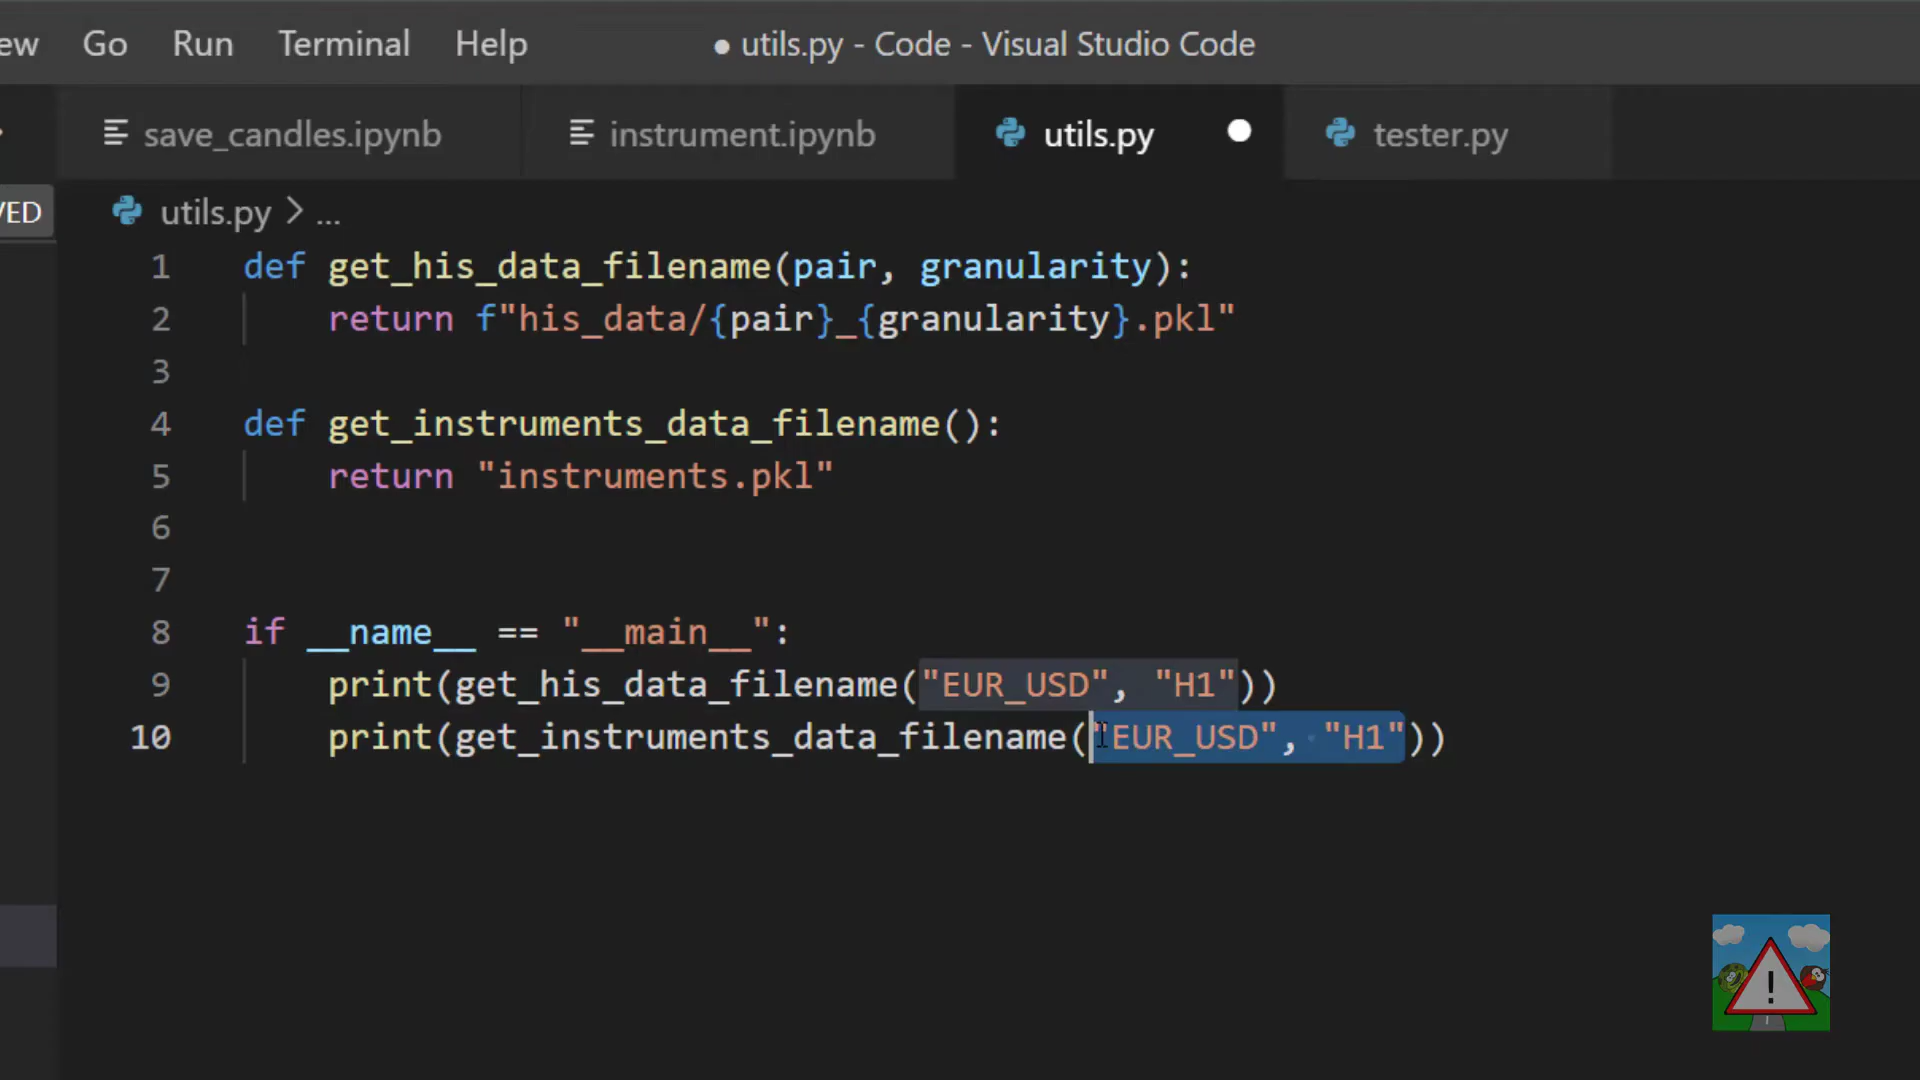 ew Go Run Terminal Help ● utils.py - Code - Visual Studio Code
save_candles.ipynb instrument.ipynb utils.py tester.py
VED utils.py > ...
1 def get_his_data_filename(pair, granularity):
2 return f"his_data/{pair}_{granularity}.pkl"
3
4 def get_instruments_data_filename():
5 return "instruments.pkl"
6
7
8 if __name__ == "__main__":
9 print(get_his_data_filename("EUR_USD", "H1"))
10 print(get_instruments_data_filename("EUR_USD", "H1"))
!